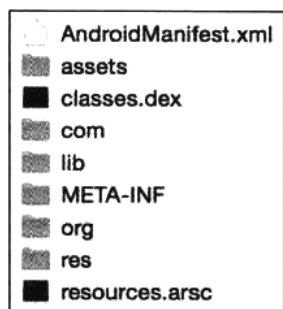 AndroidManifest.xml
assets
classes.dex
com
lib
META-INF
org
res
resources.arsc